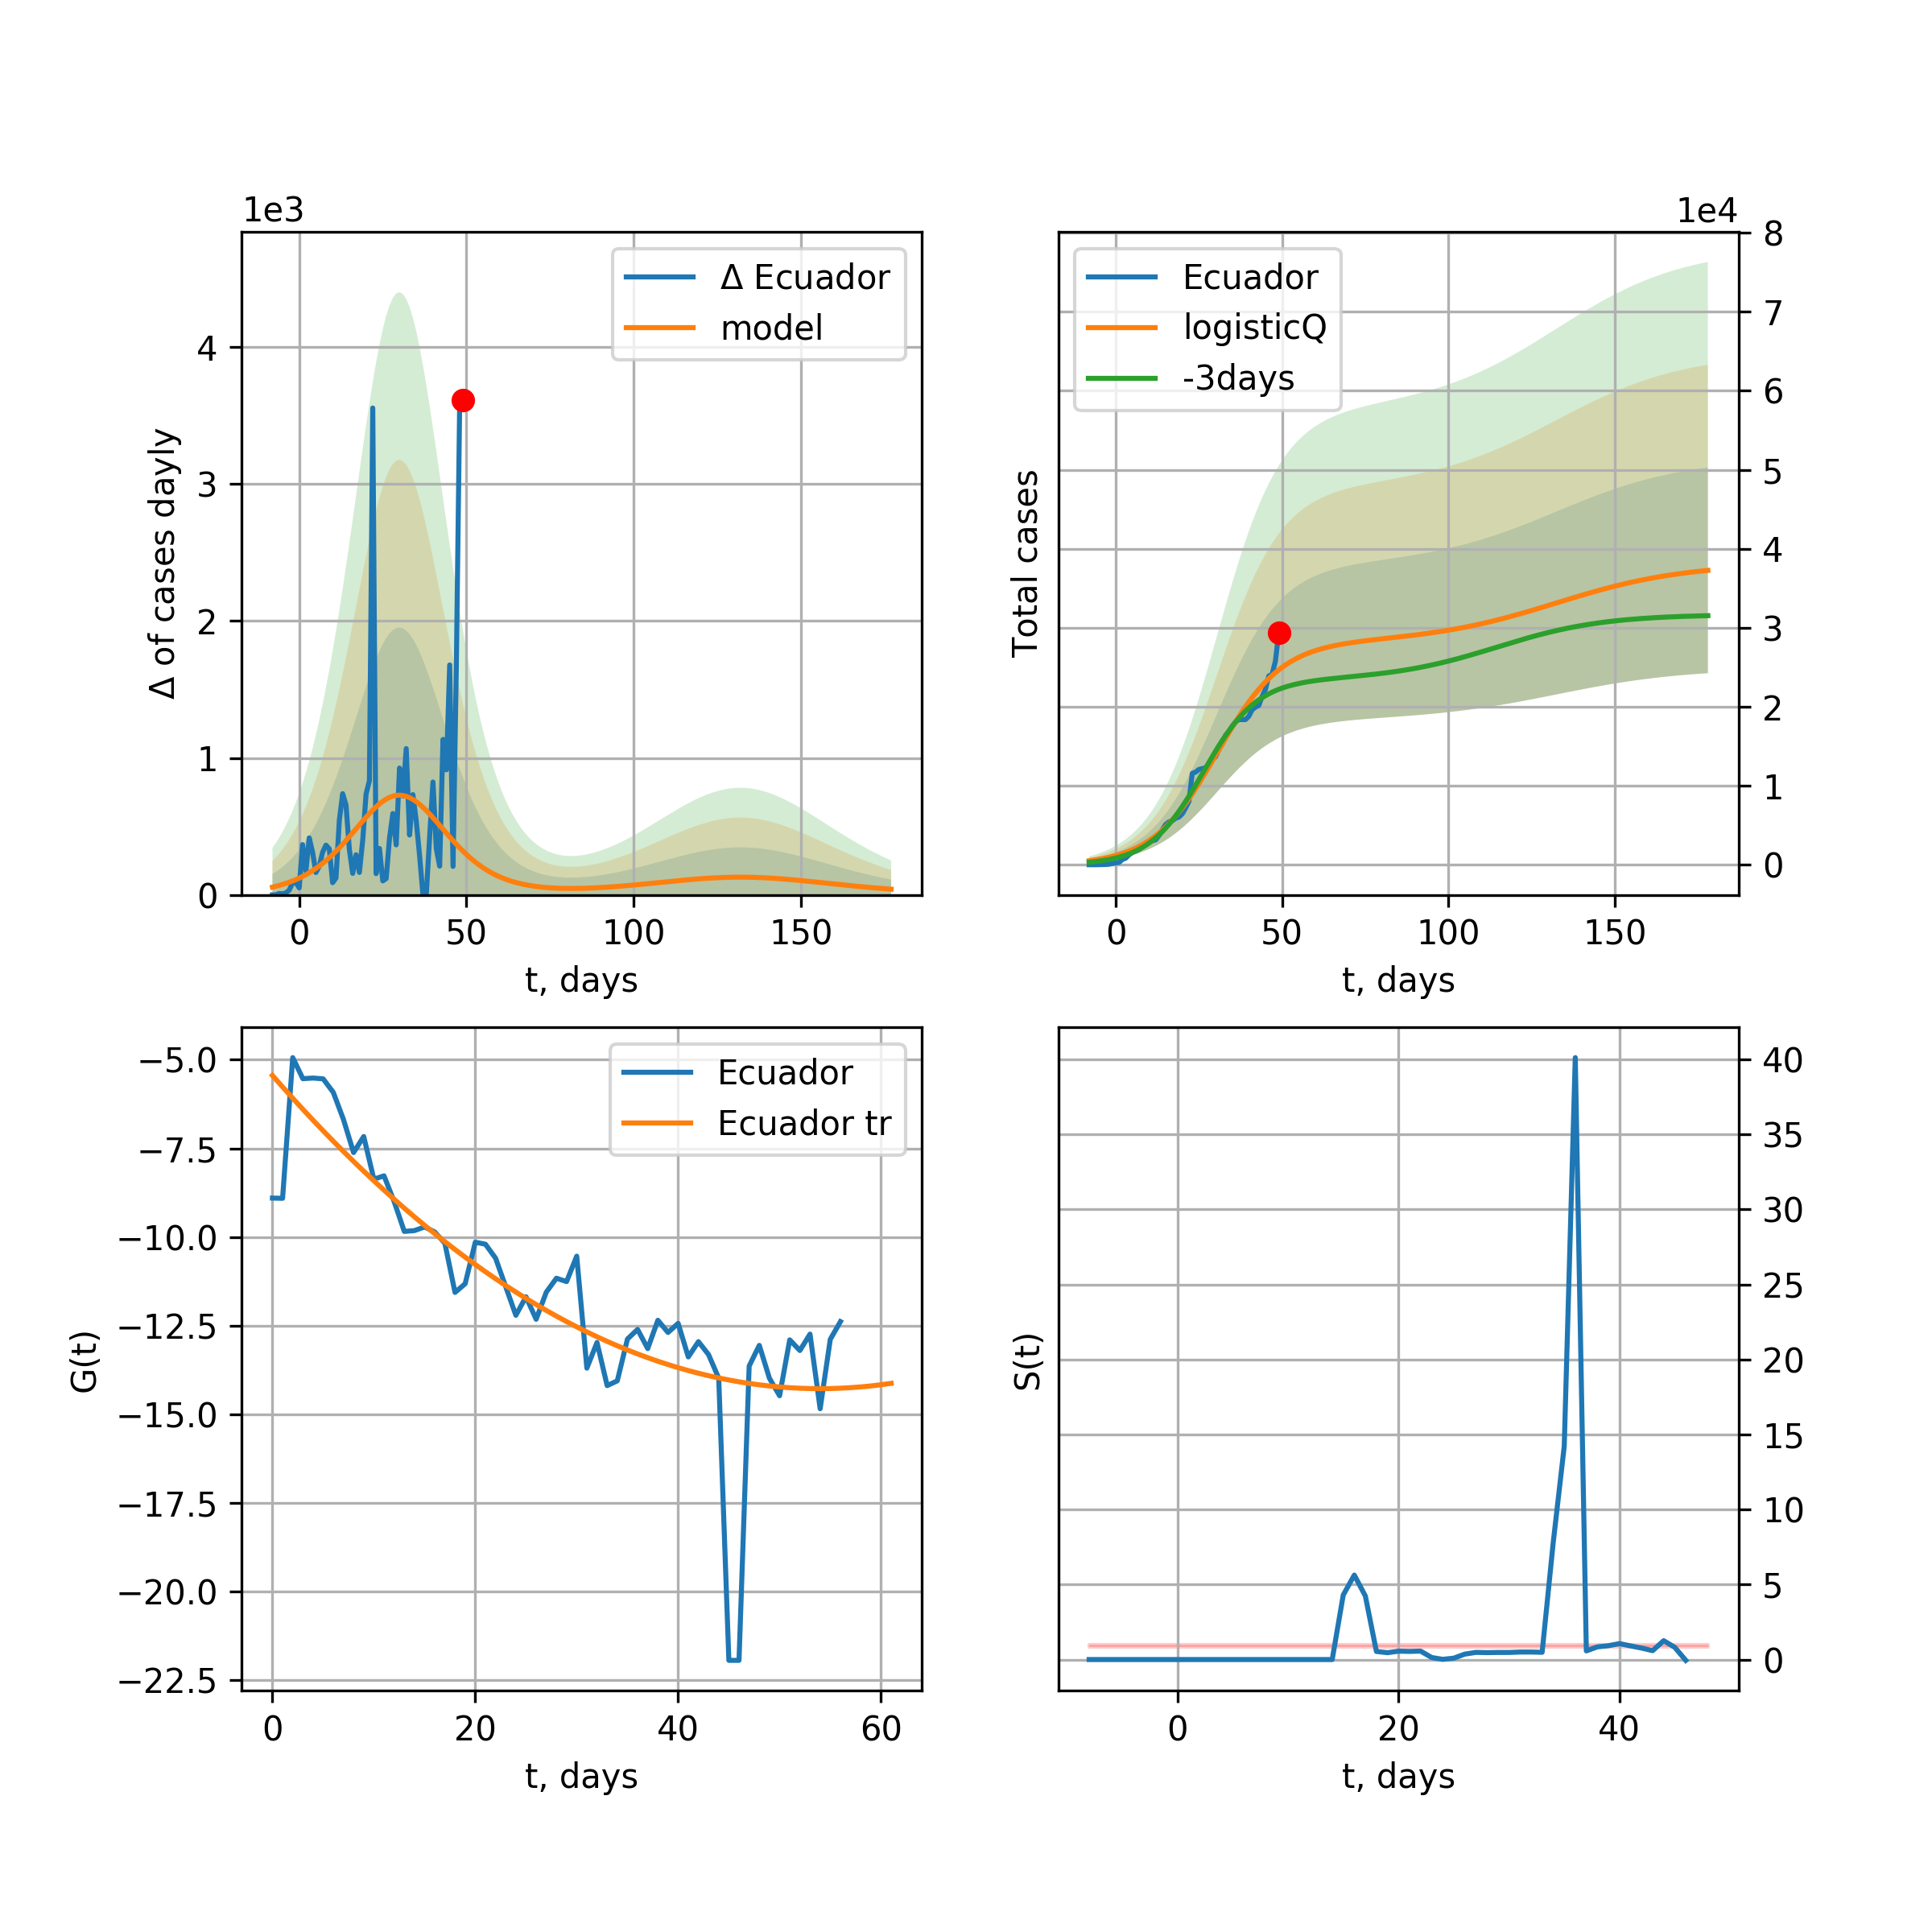 1e3
Δ Ecuador
model
4
3
2
1
0
Δ of cases dayly
0 50 100 150
t, days
1e4
Ecuador
logisticQ
-3days
8
7
6
5
4
3
2
1
0
Total cases
0 50 100 150
t, days
Ecuador
Ecuador tr
−5.0
−7.5
−10.0
−12.5
−15.0
−17.5
−20.0
−22.5
G(t)
0 20 40 60
t, days
40
35
30
25
20
15
10
5
0
S(t)
0 20 40
t, days